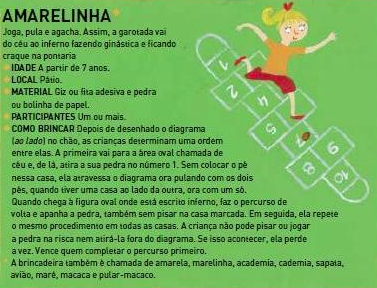 AMARELINHA
Joga, pula e agacha. Assim, a garotada vai
do céu ao inferno fazendo ginástica e ficando
craque na pontaria
IDADE A partir de 7 anos.
LOCAL Pátio.
MATERIAL Giz ou fita adesiva e pedra
ou bolinha de papel.
PARTICIPANTES Um ou mais.
COMO BRINCAR Depois de desenhado o diagrama
(ao lado) no chão, as crianças determinam uma ordem
entre elas. A primeira vai para a área oval chamada de
céu e, de lá, atira a sua pedra no número 1. Sem colocar o pé
nessa casa, ela atravessa o diagrama ora pulando com os dois
pés, quando tiver uma casa ao lado da outra, ora com um só.
Quando chega à figura oval onde está escrito inferno, faz o percurso de
volta e apanha a pedra, também sem pisar na casa marcada. Em seguida, ela repete
o mesmo procedimento em todas as casas. A criança não pode pisar ou jogar
a pedra na risca nem atirá-la fora do diagrama. Se isso acontecer, ela perde
a vez. Vence quem completar o percurso primeiro.
A brincadeira também é chamada de amarela, marelinha, academia, cademia, sapata,
avião, maré, macaca e pular-macaco.
1
2
4
5
7
8
9
10